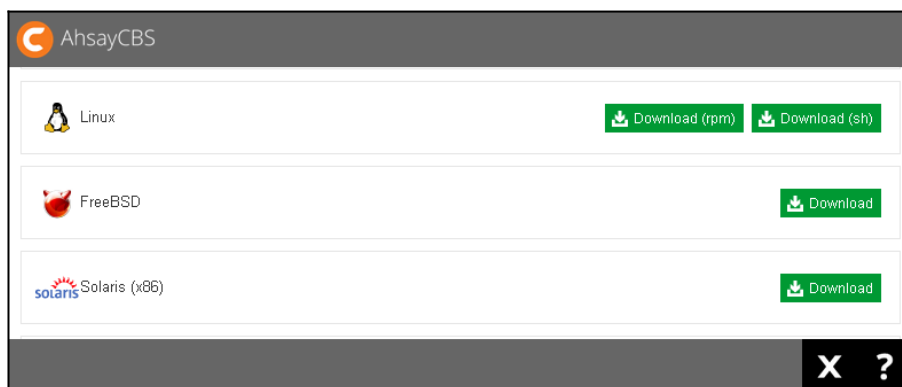 AhsayCBS
Linux Download (rpm) Download (sh)
FreeBSD Download
solaris Solaris (x86) Download
X ?